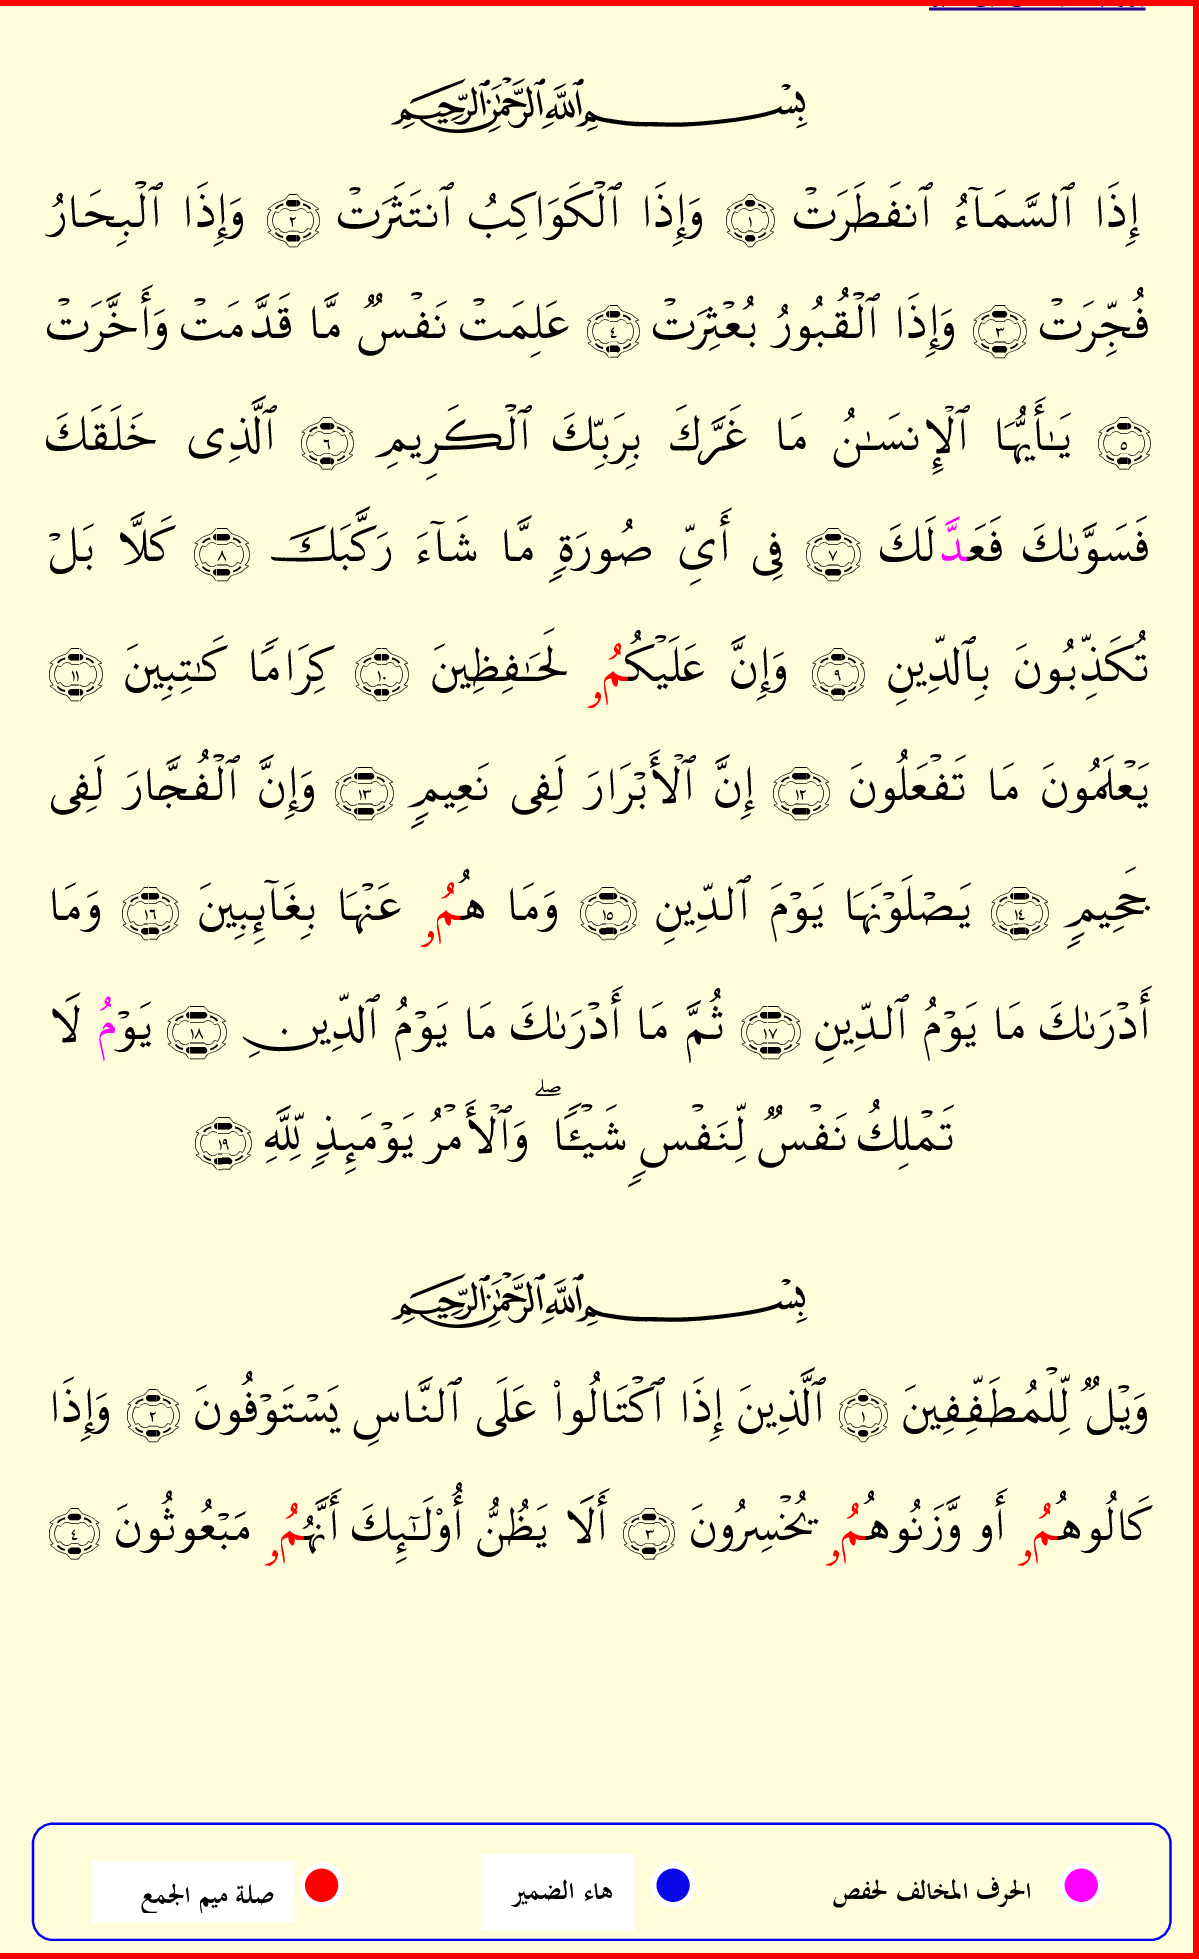 بِسْمِ ٱللَّهِ ٱلرَّحْمَٰنِ ٱلرَّحِيمِ
إِذَا ٱلسَّمَآءُ ٱنفَطَرَتْ ١ وَإِذَا ٱلْكَوَاكِبُ ٱنتَثَرَتْ ٢ وَإِذَا ٱلْبِحَارُ
فُجِّرَتْ ٣ وَإِذَا ٱلْقُبُورُ بُعْثِرَتْ ٤ عَلِمَتْ نَفْسٌ مَّا قَدَّمَتْ وَأَخَّرَتْ
٥ يَـٰٓأَيُّهَا ٱلْإِنسَـٰنُ مَا غَرَّكَ بِرَبِّكَ ٱلْكَرِيمِ ٦ ٱلَّذِى خَلَقَكَ
فَسَوَّىٰكَ فَعَدَّلَكَ ٧ فِى أَىِّ صُورَةٍ مَّا شَآءَ رَكَّبَكَ ٨ كَلَّا بَلْ
تُكَذِّبُونَ بِٱلدِّينِ ٩ وَإِنَّ عَلَيْكُمُۥ لَحَـٰفِظِينَ ١٠ كِرَامًا كَـٰتِبِينَ ١١
يَعْلَمُونَ مَا تَفْعَلُونَ ١٢ إِنَّ ٱلْأَبْرَارَ لَفِى نَعِيمٍ ١٣ وَإِنَّ ٱلْفُجَّارَ لَفِى
جَحِيمٍ ١٤ يَصْلَوْنَهَا يَوْمَ ٱلدِّينِ ١٥ وَمَا هُمُۥ عَنْهَا بِغَآئِبِينَ ١٦ وَمَا
أَدْرَىٰكَ مَا يَوْمُ ٱلدِّينِ ١٧ ثُمَّ مَا أَدْرَىٰكَ مَا يَوْمُ ٱلدِّينِ ١٨ يَوْمُ لَا
تَمْلِكُ نَفْسٌ لِّنَفْسٍ شَيْـًٔا ۖ وَٱلْأَمْرُ يَوْمَئِذٍ لِّلَّهِ ١٩
بِسْمِ ٱللَّهِ ٱلرَّحْمَٰنِ ٱلرَّحِيمِ
وَيْلٌ لِّلْمُطَفِّفِينَ ١ ٱلَّذِينَ إِذَا ٱكْتَالُوا۟ عَلَى ٱلنَّاسِ يَسْتَوْفُونَ ٢ وَإِذَا
كَالُوهُمُۥ أَو وَّزَنُوهُمُۥ يُخْسِرُونَ ٣ أَلَا يَظُنُّ أُو۟لَـٰٓئِكَ أَنَّهُمُۥ مَبْعُوثُونَ ٤
الحرف المخالف لحفص
هاء الضمير
صلة ميم الجمع